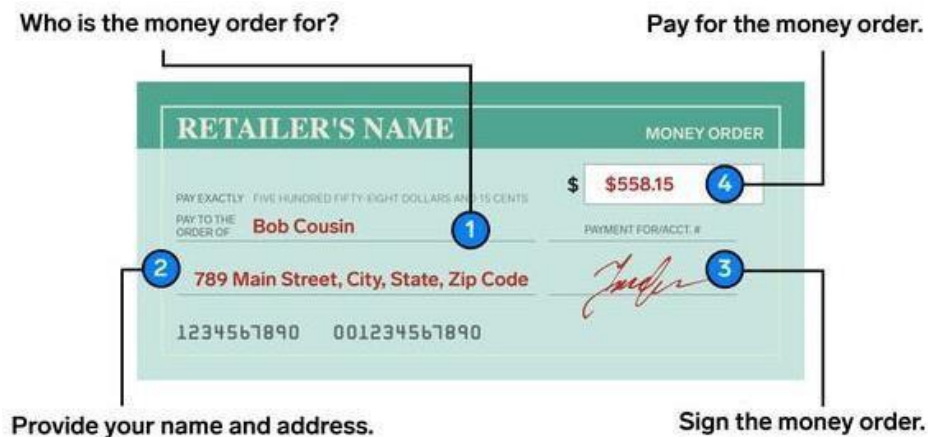 Who is the money order for?
Pay for the money order.
RETAILER'S NAME
MONEY ORDER
$ $558.15 4
PAY EXACTLY FIVE HUNDRED FIFTY-EIGHT DOLLARS AND 15 CENTS
PAY TO THE
ORDER OF Bob Cousin 1
PAYMENT FOR/ACCT. #
2 789 Main Street, City, State, Zip Code
3
1234567890 001234567890
Provide your name and address.
Sign the money order.